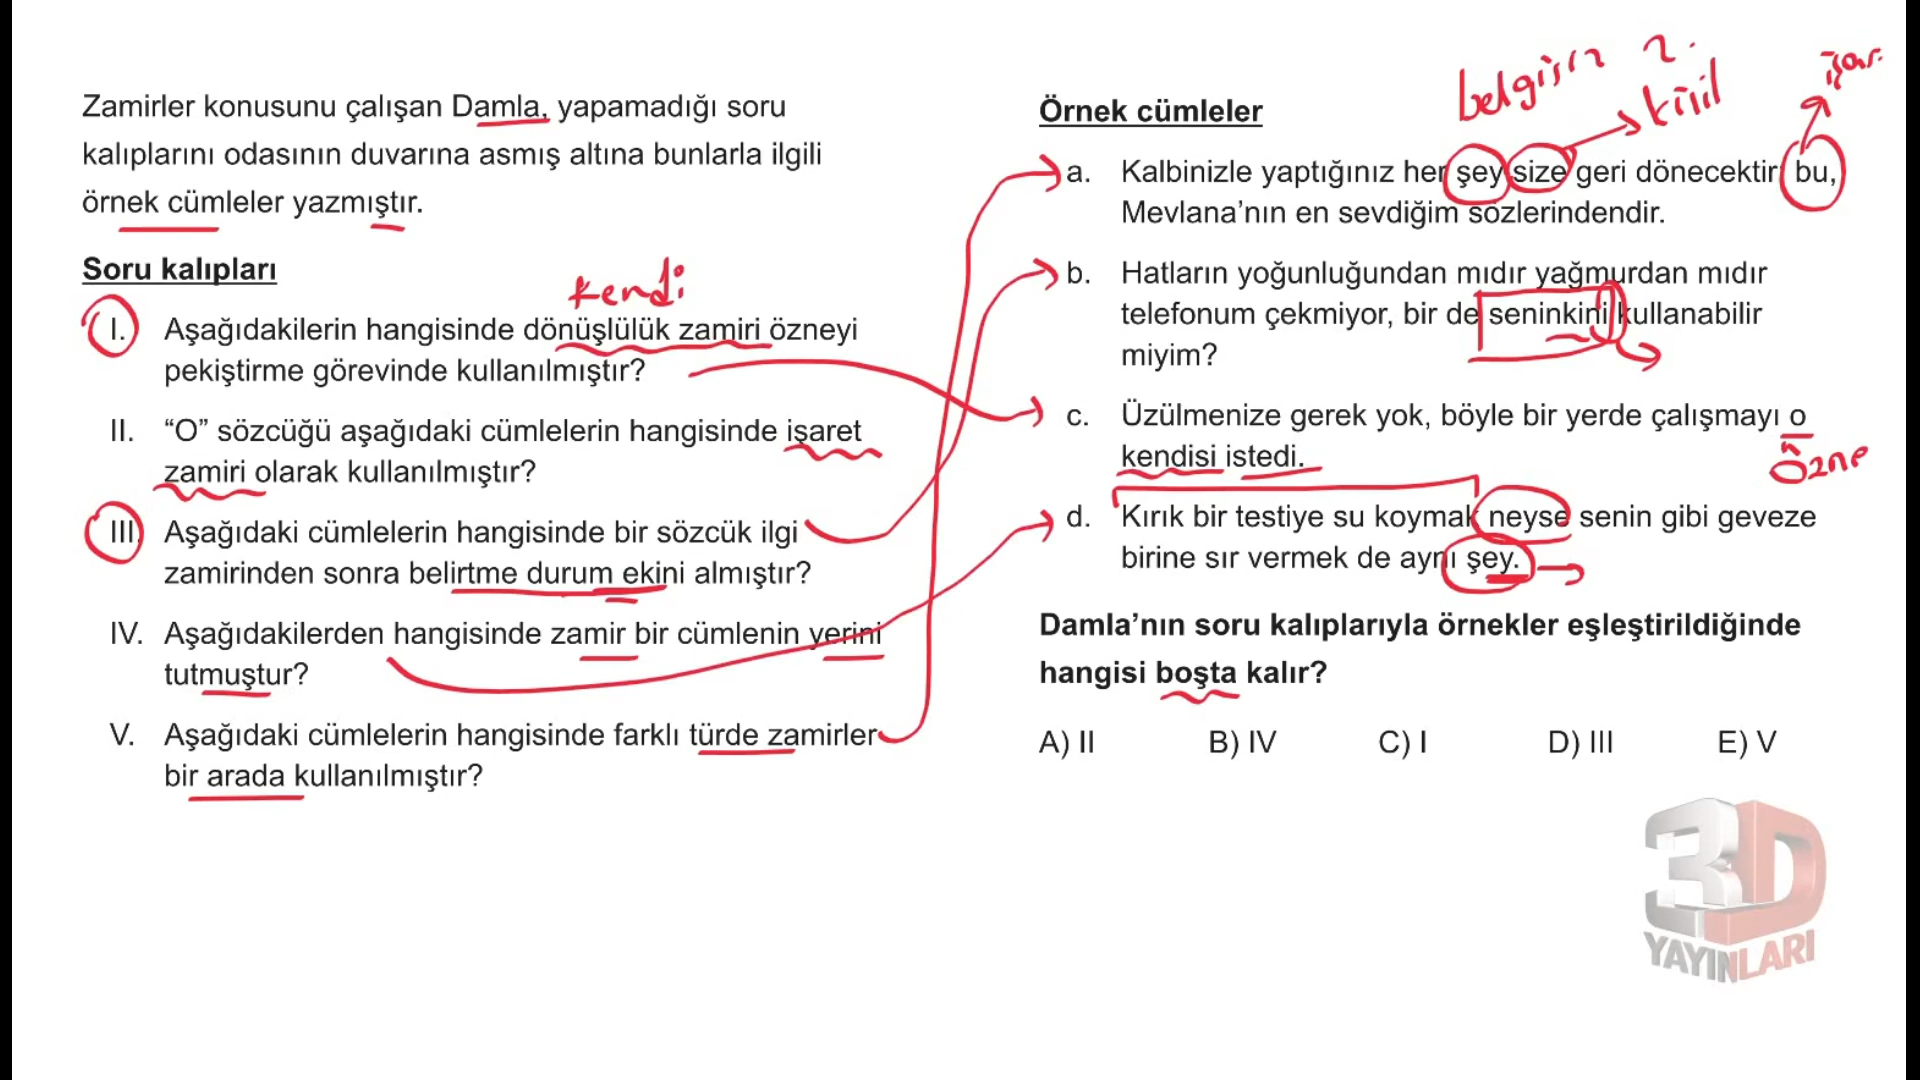 Zamirler konusunu çalışan Damla, yapamadığı soru
kalıplarını odasının duvarına asmış altına bunlarla ilgili
örnek cümleler yazmıştır.
Soru kalıpları
kendi
I. Aşağıdakilerin hangisinde dönüşlülük zamiri özneyi
pekiştirme görevinde kullanılmıştır?
II. “O” sözcüğü aşağıdaki cümlelerin hangisinde işaret
zamiri olarak kullanılmıştır?
III. Aşağıdaki cümlelerin hangisinde bir sözcük ilgi
zamirinden sonra belirtme durum ekini almıştır?
IV. Aşağıdakilerden hangisinde zamir bir cümlenin yerini
tutmuştur?
V. Aşağıdaki cümlelerin hangisinde farklı türde zamirler
bir arada kullanılmıştır?
belgisiz z.
kişil
işar.
Örnek cümleler
a. Kalbinizle yaptığınız her şey size geri dönecektir; bu,
Mevlana’nın en sevdiğim sözlerindendir.
b. Hatların yoğunluğundan mıdır yağmurdan mıdır
telefonum çekmiyor, bir de seninkini kullanabilir
miyim?
c. Üzülmenize gerek yok, böyle bir yerde çalışmayı o
kendisi istedi.
özne
d. Kırık bir testiye su koymak neyse senin gibi geveze
birine sır vermek de aynı şey.
Damla’nın soru kalıplarıyla örnekler eşleştirildiğinde
hangisi boşta kalır?
A) II B) IV C) I D) III E) V
3D
YAYINLARI